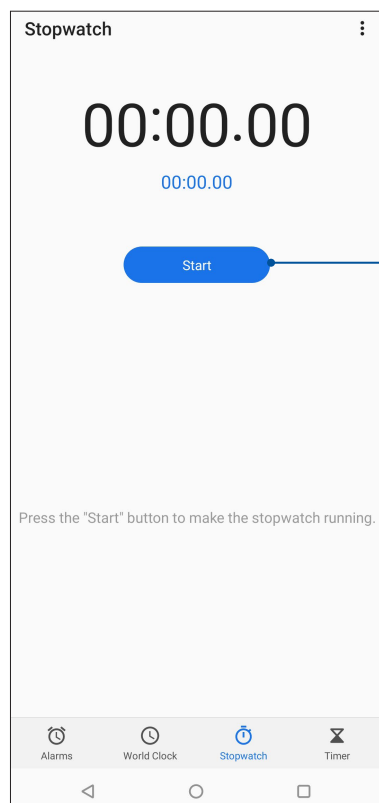 Stopwatch
00:00.00
00:00.00
Start
Press the "Start" button to make the stopwatch running.
Alarms World Clock Stopwatch Timer